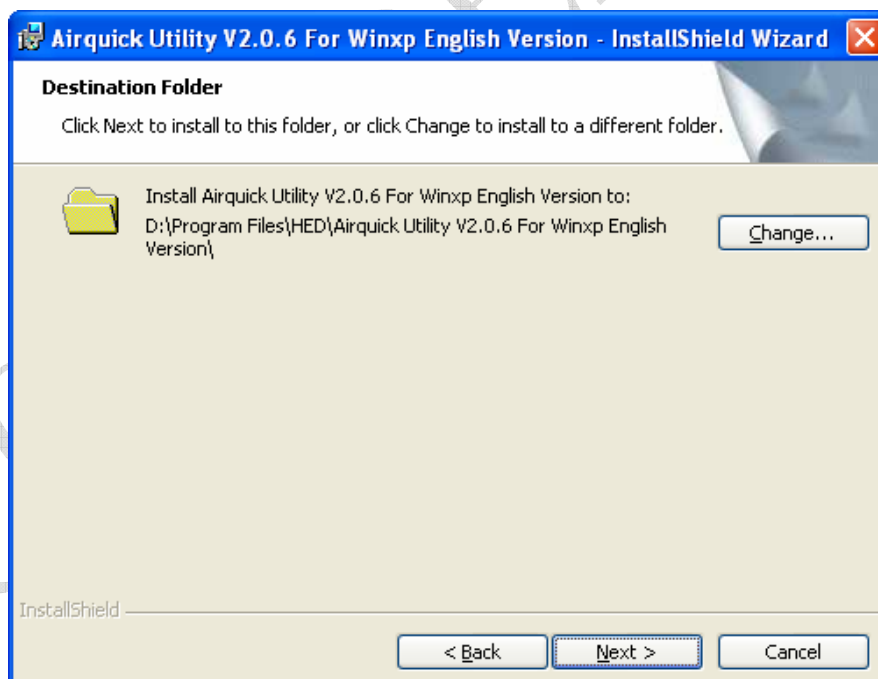 Airquick Utility V2.0.6 For Winxp English Version - InstallShield Wizard
Destination Folder
Click Next to install to this folder, or click Change to install to a different folder.
Install Airquick Utility V2.0.6 For Winxp English Version to:
D:\Program Files\HED\Airquick Utility V2.0.6 For Winxp English
Version\
Change...
InstallShield
< Back
Next >
Cancel